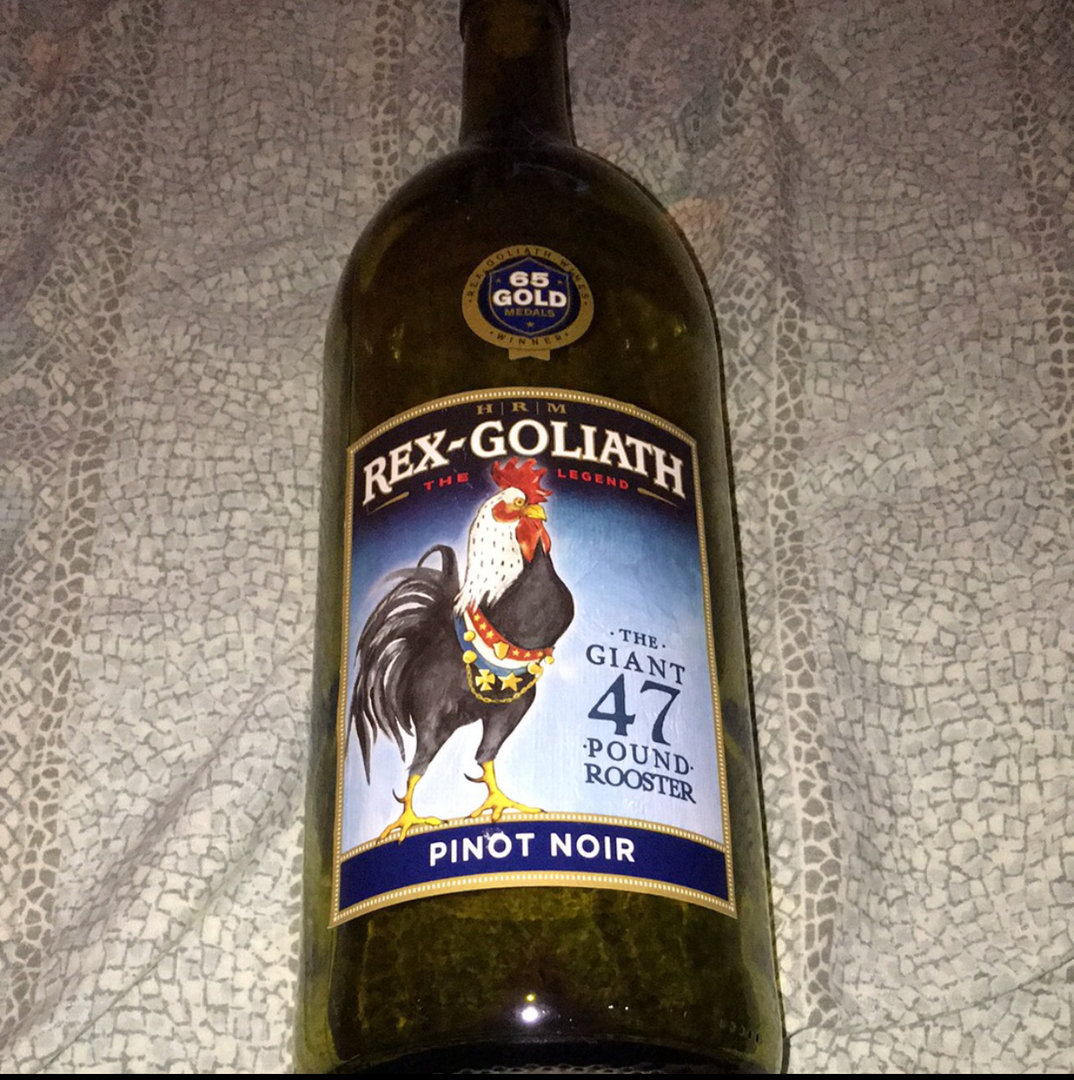 REX-GOLIATH WINES
65
GOLD
MEDALS
WINNER
H|R|M
REX-GOLIATH
THE LEGEND
·THE·
GIANT
47
·POUND·
ROOSTER
PINOT NOIR